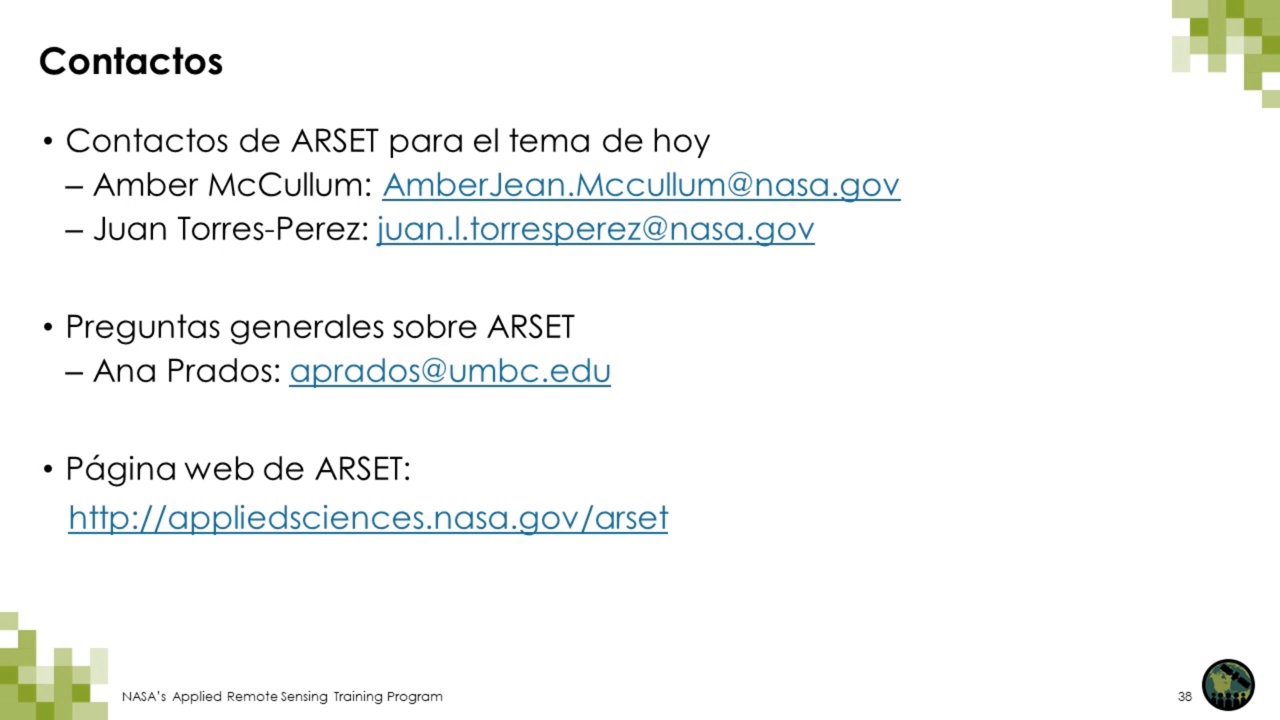 Contactos
• Contactos de ARSET para el tema de hoy
– Amber McCullum: AmberJean.Mccullum@nasa.gov
– Juan Torres-Perez: juan.l.torresperez@nasa.gov
• Preguntas generales sobre ARSET
– Ana Prados: aprados@umbc.edu
• Página web de ARSET:
http://appliedsciences.nasa.gov/arset
NASA's Applied Remote Sensing Training Program
38